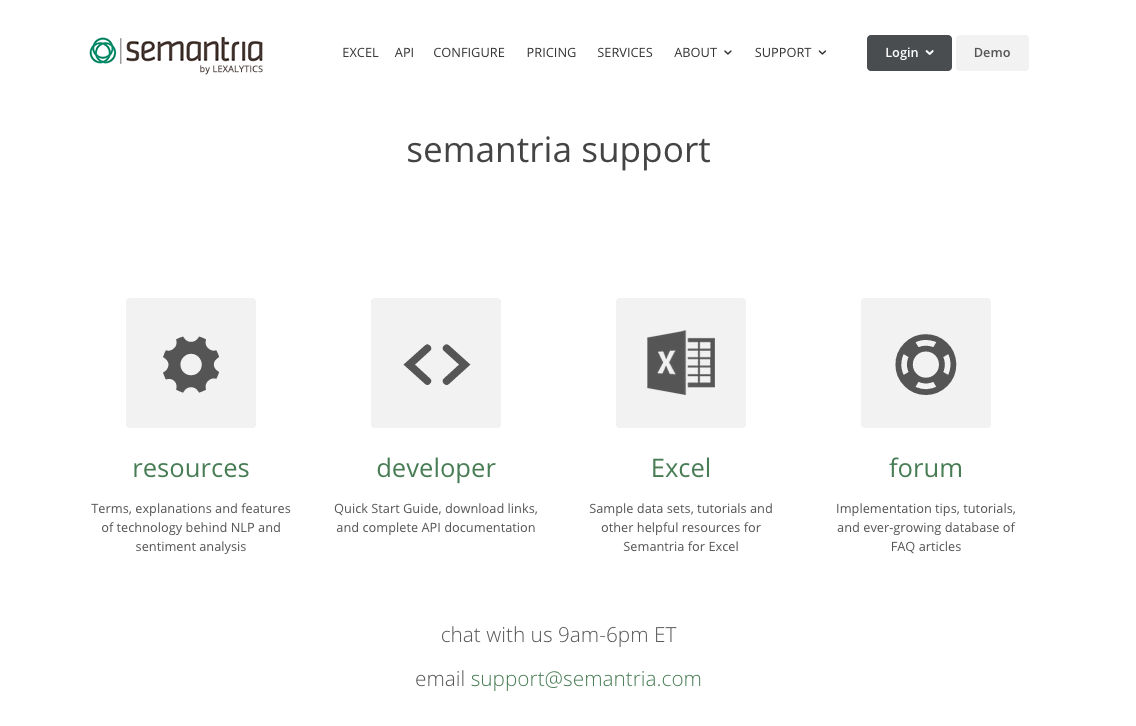 semantria
by LEXALYTICS
EXCEL API CONFIGURE PRICING SERVICES ABOUT SUPPORT Login Demo
semantria support
X
resources
Terms, explanations and features
of technology behind NLP and
sentiment analysis
developer
Quick Start Guide, download links,
and complete API documentation
Excel
Sample data sets, tutorials and
other helpful resources for
Semantria for Excel
forum
Implementation tips, tutorials,
and ever-growing database of
FAQ articles
chat with us 9am-6pm ET
email support@semantria.com